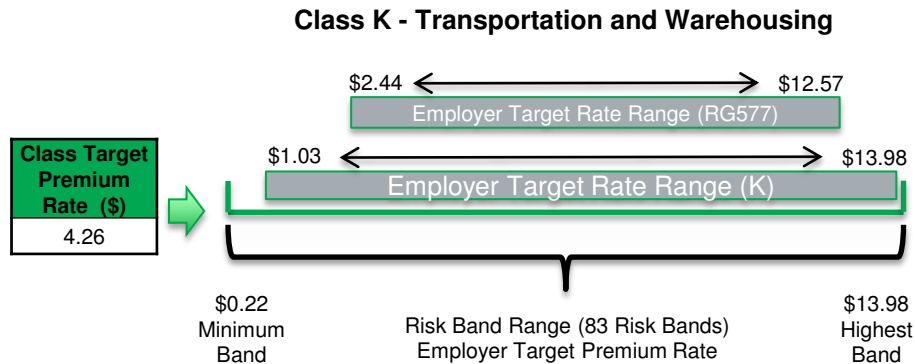 Class K - Transportation and Warehousing
$2.44
$12.57
Employer Target Rate Range (RG577)
$1.03
$13.98
Employer Target Rate Range (K)
Class Target
Premium
Rate ($)
4.26
$0.22
Minimum
Band
Risk Band Range (83 Risk Bands)
Employer Target Premium Rate
$13.98
Highest
Band